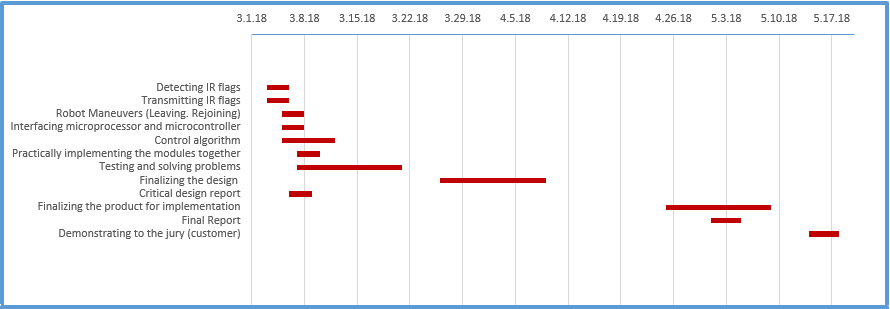 3.1.18 3.8.18 3.15.18 3.22.18 3.29.18 4.5.18 4.12.18 4.19.18 4.26.18 5.3.18 5.10.18 5.17.18
Detecting IR flags
Transmitting IR flags
Robot Maneuvers (Leaving. Rejoining)
Interfacing microprocessor and microcontroller
Control algorithm
Practically implementing the modules together
Testing and solving problems
Finalizing the design
Critical design report
Finalizing the product for implementation
Final Report
Demonstrating to the jury (customer)